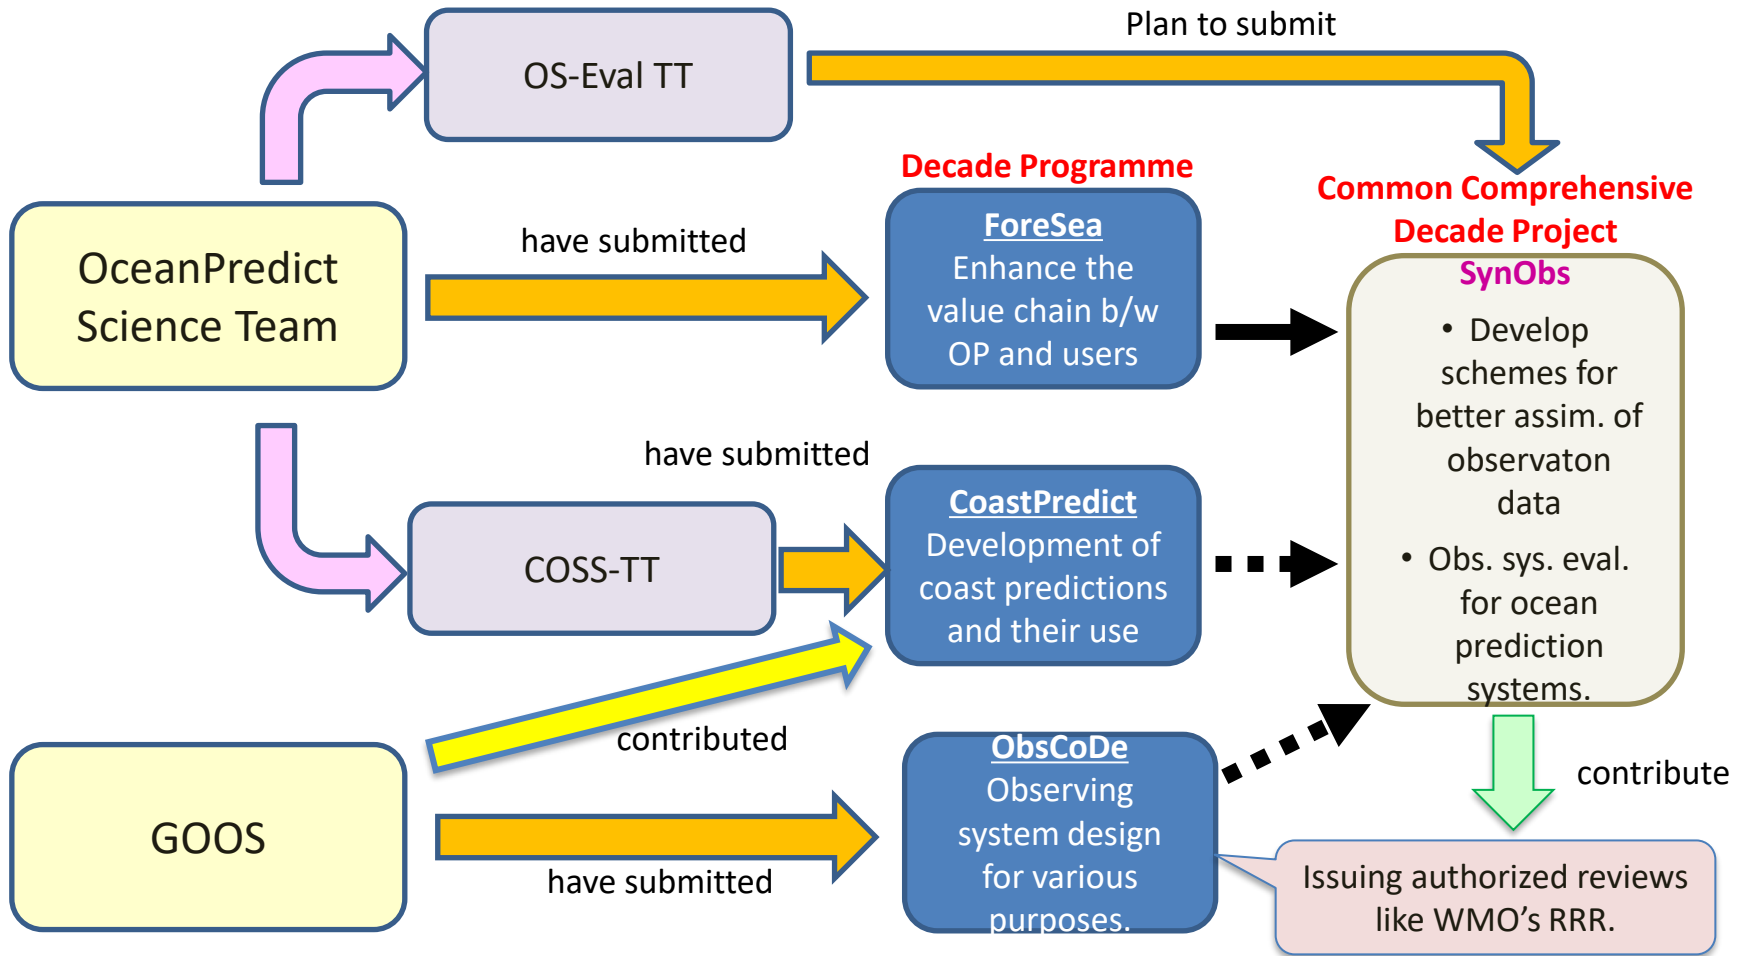 Plan to submit
OS-Eval TT
Decade Programme
Common Comprehensive
Decade Project
OceanPredict
Science Team
have submitted
ForeSea
Enhance the
value chain b/w
OP and users
SynObs
• Develop
schemes for
better assim. of
observaton
data
• Obs. sys. eval.
for ocean
prediction
systems.
have submitted
COSS-TT
CoastPredict
Development of
coast predictions
and their use
contributed
GOOS
have submitted
ObsCoDe
Observing
system design
for various
purposes.
contribute
Issuing authorized reviews
like WMO’s RRR.